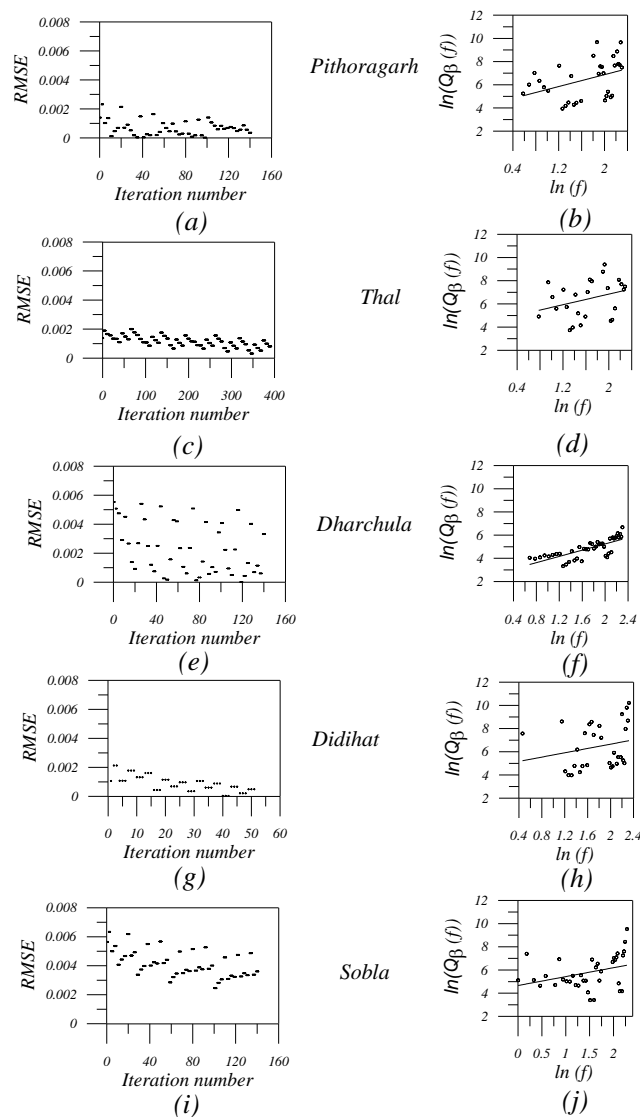 0.008
0.006
0.004
0.002
0
RMSE
0 40 80 120 160
Iteration number
(a)
Pithoragarh
12
10
8
6
4
2
ln(Qβ(f))
0.4 1.2 2
ln (f)
(b)
0.008
0.006
0.004
0.002
0
RMSE
0 100 200 300 400
Iteration number
(c)
Thal
12
10
8
6
4
2
ln(Qβ(f))
0.4 1.2 2
ln (f)
(d)
0.008
0.006
0.004
0.002
0
RMSE
0 40 80 120 160
Iteration number
(e)
Dharchula
12
10
8
6
4
2
ln(Qβ(f))
0.4 0.8 1.2 1.6 2 2.4
ln (f)
(f)
0.008
0.006
0.004
0.002
0
RMSE
0 10 20 30 40 50 60
Iteration number
(g)
Didihat
12
10
8
6
4
2
ln(Qβ(f))
0.4 0.8 1.2 1.6 2 2.4
ln (f)
(h)
0.008
0.006
0.004
0.002
0
RMSE
0 40 80 120 160
Iteration number
(i)
Sobla
12
10
8
6
4
2
ln(Qβ(f))
0 0.5 1 1.5 2
ln (f)
(j)